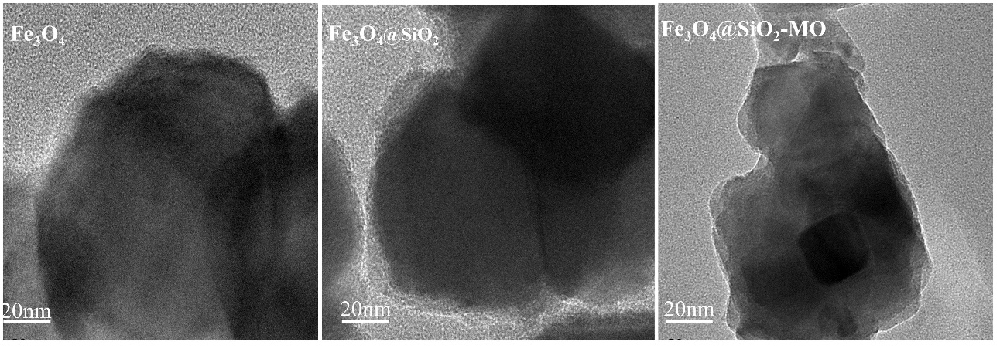 Fe₃O₄
20nm
Fe₃O₄@SiO₂
20nm
Fe₃O₄@SiO₂-MO
20nm